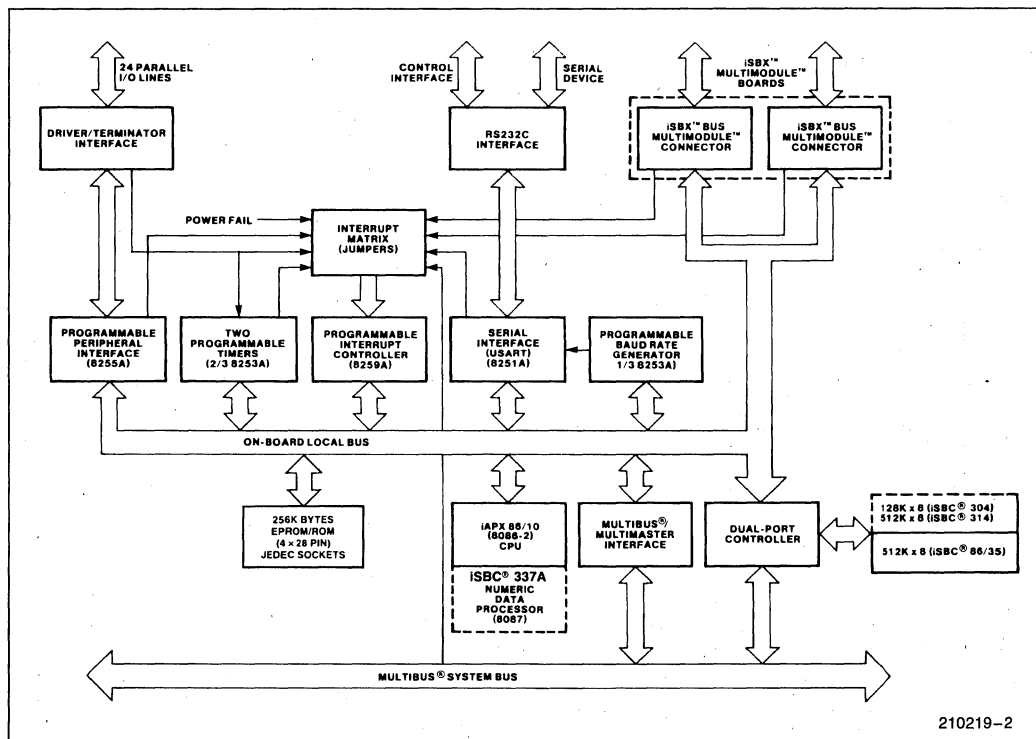 24 PARALLEL
I/O LINES
CONTROL
INTERFACE
SERIAL
DEVICE
iSBX™
MULTIMODULE™
BOARDS
DRIVER/TERMINATOR
INTERFACE
RS232C
INTERFACE
iSBX™ BUS
MULTIMODULE™
CONNECTOR
iSBX™ BUS
MULTIMODULE™
CONNECTOR
POWER FAIL
INTERRUPT
MATRIX
(JUMPERS)
PROGRAMMABLE
PERIPHERAL
INTERFACE
(8255A)
TWO
PROGRAMMABLE
TIMERS
(2/3 8253A)
PROGRAMMABLE
INTERRUPT
CONTROLLER
(8259A)
SERIAL
INTERFACE
(USART)
(8251A)
PROGRAMMABLE
BAUD RATE
GENERATOR
1/3 8253A)
ON-BOARD LOCAL BUS
256K BYTES
EPROM/ROM
(4 × 28 PIN)
JEDEC SOCKETS
iAPX 86/10
(8086-2)
CPU
iSBC® 337A
NUMERIC
DATA
PROCESSOR
(8087)
MULTIBUS®/
MULTIMASTER
INTERFACE
DUAL-PORT
CONTROLLER
128K x 8 (iSBC® 304)
512K x 8 (iSBC® 314)
512K x 8 (iSBC® 86/35)
MULTIBUS® SYSTEM BUS
210219–2